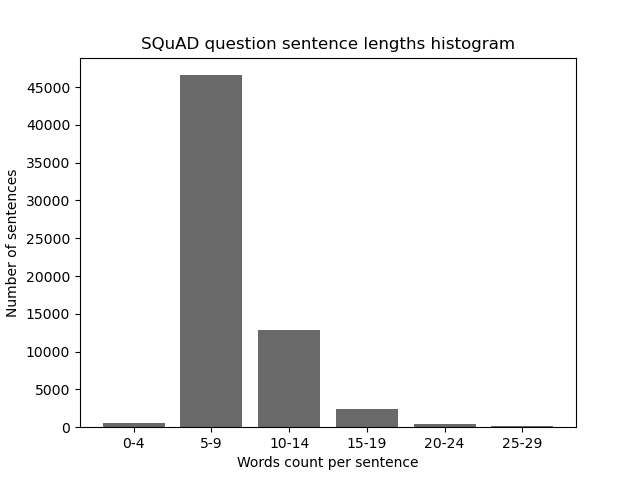 SQuAD question sentence lengths histogram
45000
40000
35000
30000
25000
20000
15000
10000
5000
0
Number of sentences
0-4 5-9 10-14 15-19 20-24 25-29
Words count per sentence